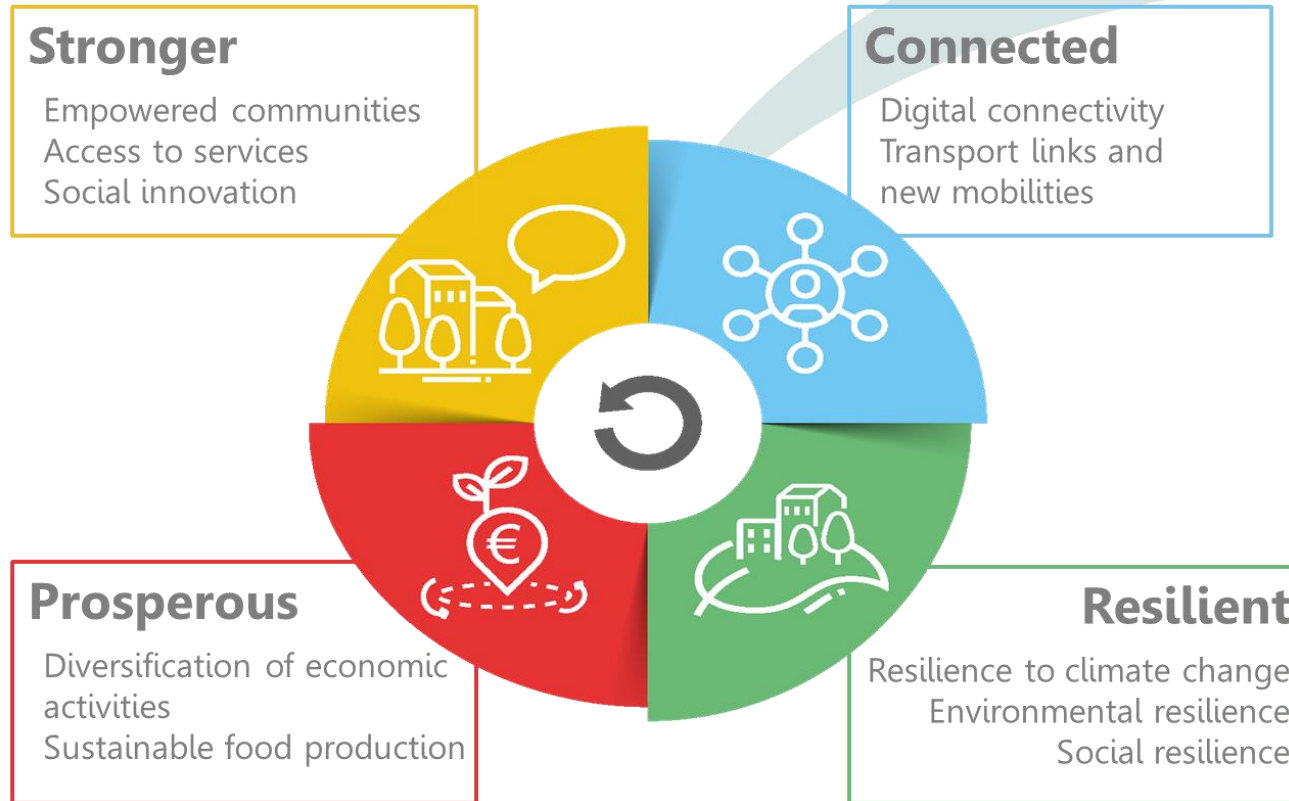 Stronger
Empowered communities
Access to services
Social innovation
Connected
Digital connectivity
Transport links and
new mobilities
€
Prosperous
Diversification of economic
activities
Sustainable food production
Resilient
Resilience to climate change
Environmental resilience
Social resilience